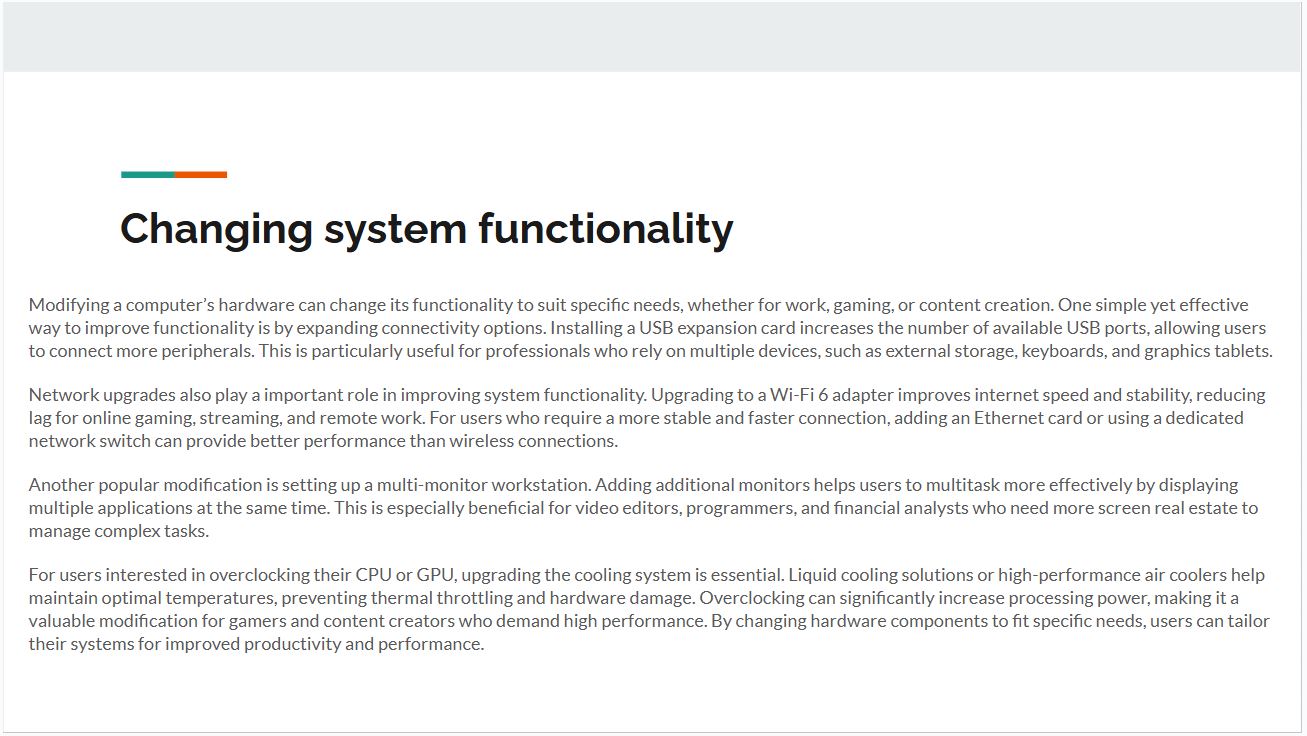 Changing system functionality
Modifying a computer’s hardware can change its functionality to suit specific needs, whether for work, gaming, or content creation. One simple yet effective
way to improve functionality is by expanding connectivity options. Installing a USB expansion card increases the number of available USB ports, allowing users
to connect more peripherals. This is particularly useful for professionals who rely on multiple devices, such as external storage, keyboards, and graphics tablets.
Network upgrades also play a important role in improving system functionality. Upgrading to a Wi-Fi 6 adapter improves internet speed and stability, reducing
lag for online gaming, streaming, and remote work. For users who require a more stable and faster connection, adding an Ethernet card or using a dedicated
network switch can provide better performance than wireless connections.
Another popular modification is setting up a multi-monitor workstation. Adding additional monitors helps users to multitask more effectively by displaying
multiple applications at the same time. This is especially beneficial for video editors, programmers, and financial analysts who need more screen real estate to
manage complex tasks.
For users interested in overclocking their CPU or GPU, upgrading the cooling system is essential. Liquid cooling solutions or high-performance air coolers help
maintain optimal temperatures, preventing thermal throttling and hardware damage. Overclocking can significantly increase processing power, making it a
valuable modification for gamers and content creators who demand high performance. By changing hardware components to fit specific needs, users can tailor
their systems for improved productivity and performance.